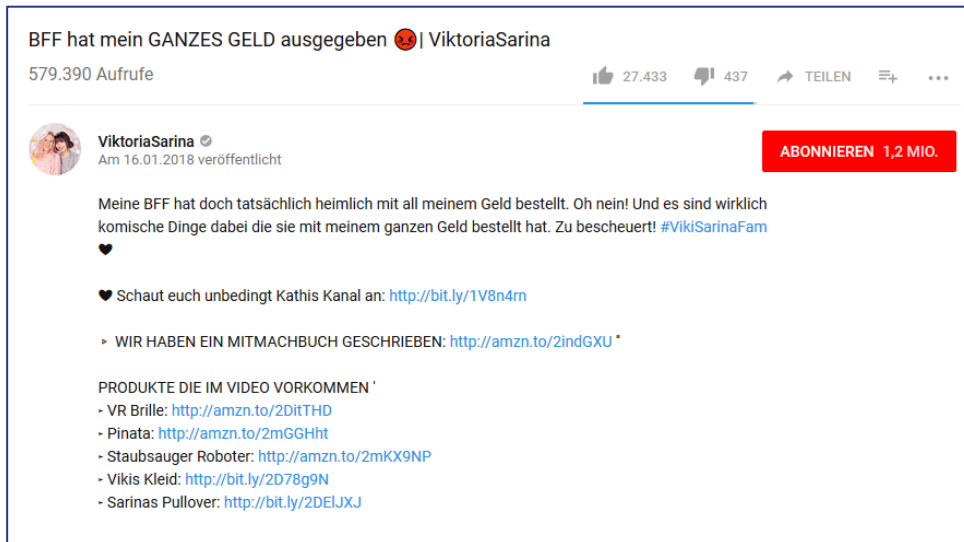 BFF hat mein GANZES GELD ausgegeben 😡| ViktoriaSarina
579.390 Aufrufe
27.433 437 TEILEN
ViktoriaSarina
Am 16.01.2018 veröffentlicht
ABONNIEREN 1,2 MIO.
Meine BFF hat doch tatsächlich heimlich mit all meinem Geld bestellt. Oh nein! Und es sind wirklich
komische Dinge dabei die sie mit meinem ganzen Geld bestellt hat. Zu bescheuert! #VikiSarinaFam
♥
♥ Schaut euch unbedingt Kathis Kanal an: http://bit.ly/1V8n4rn
▹ WIR HABEN EIN MITMACHBUCH GESCHRIEBEN: http://amzn.to/2indGXU *
PRODUKTE DIE IM VIDEO VORKOMMEN '
- VR Brille: http://amzn.to/2DitTHD
- Pinata: http://amzn.to/2mGGHht
- Staubsauger Roboter: http://amzn.to/2mKX9NP
- Vikis Kleid: http://bit.ly/2D78g9N
- Sarinas Pullover: http://bit.ly/2DElJXJ